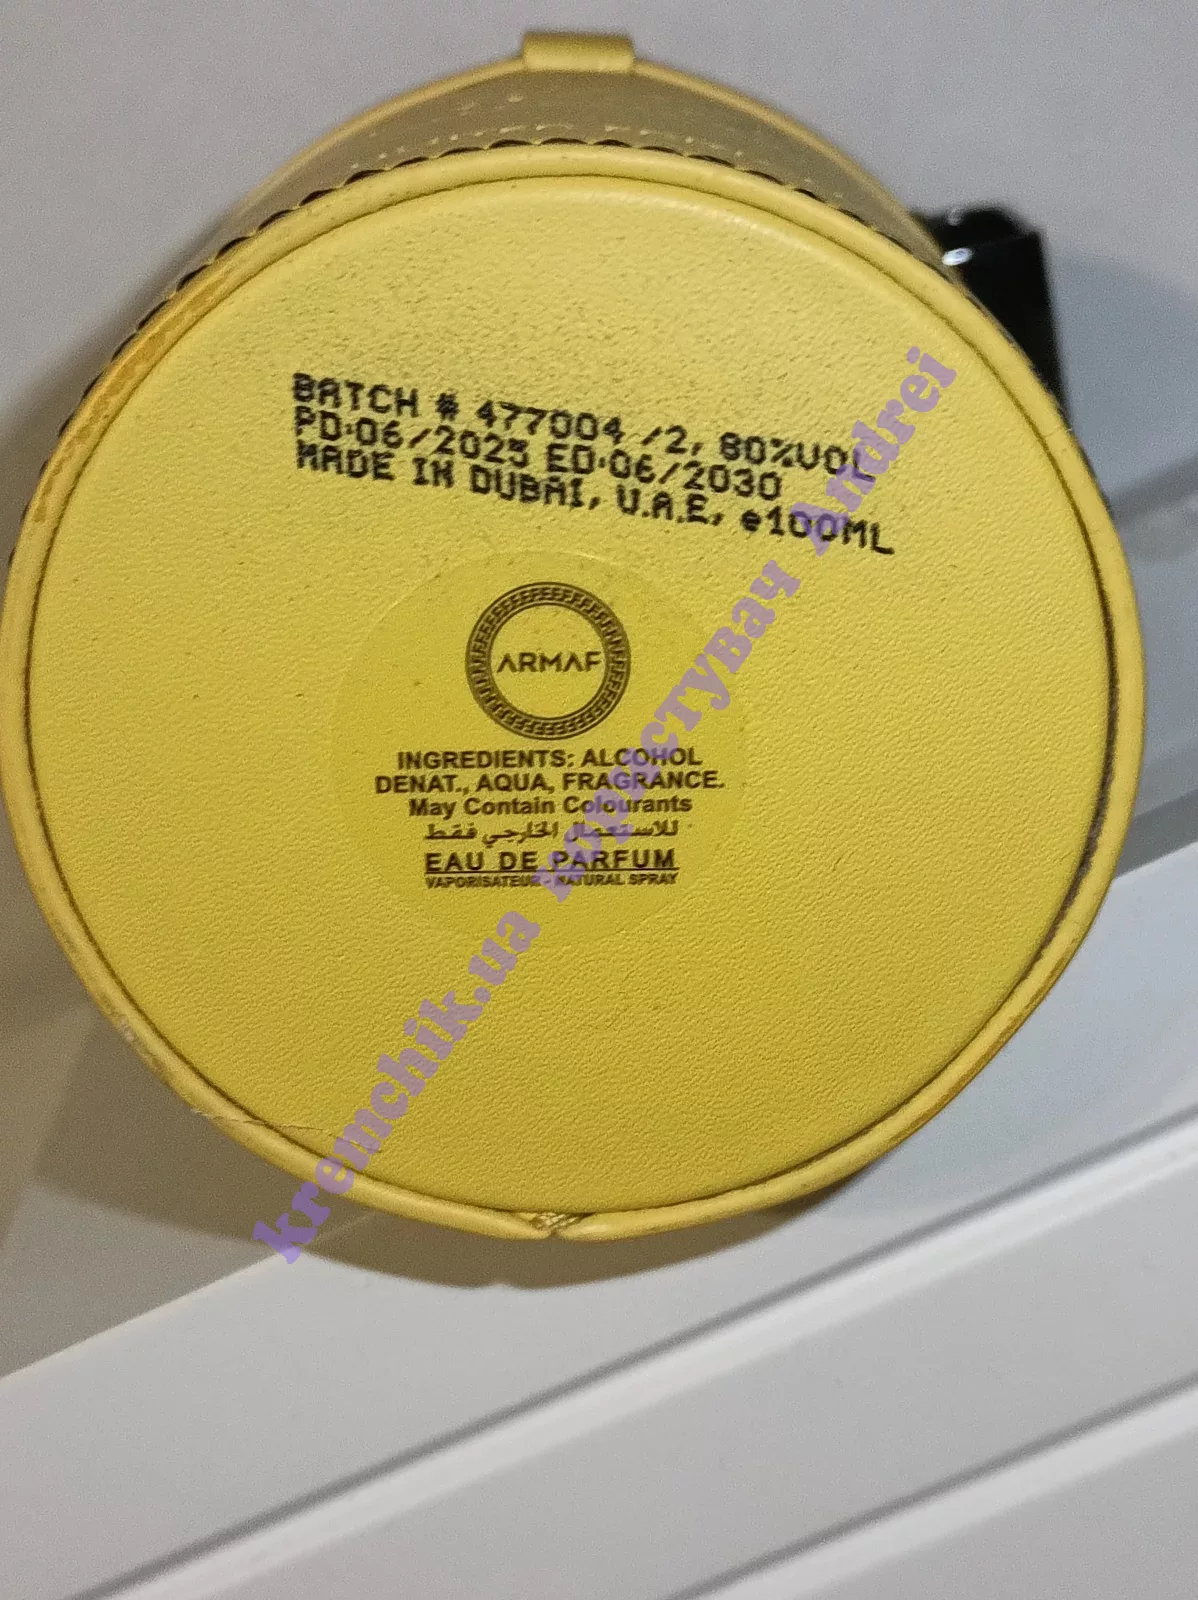 BATCH # 477004 /2, 80%VOL
PD:06/2025 ED:06/2030
MADE IN DUBAI, U.A.E, e100ML
ARMAF
INGREDIENTS: ALCOHOL
DENAT., AQUA, FRAGRANCE.
May Contain Colourants
للاستعمال الخارجي فقط
EAU DE PARFUM
VAPORISATEUR - NATURAL SPRAY
kremchik.ua користувач Andrei